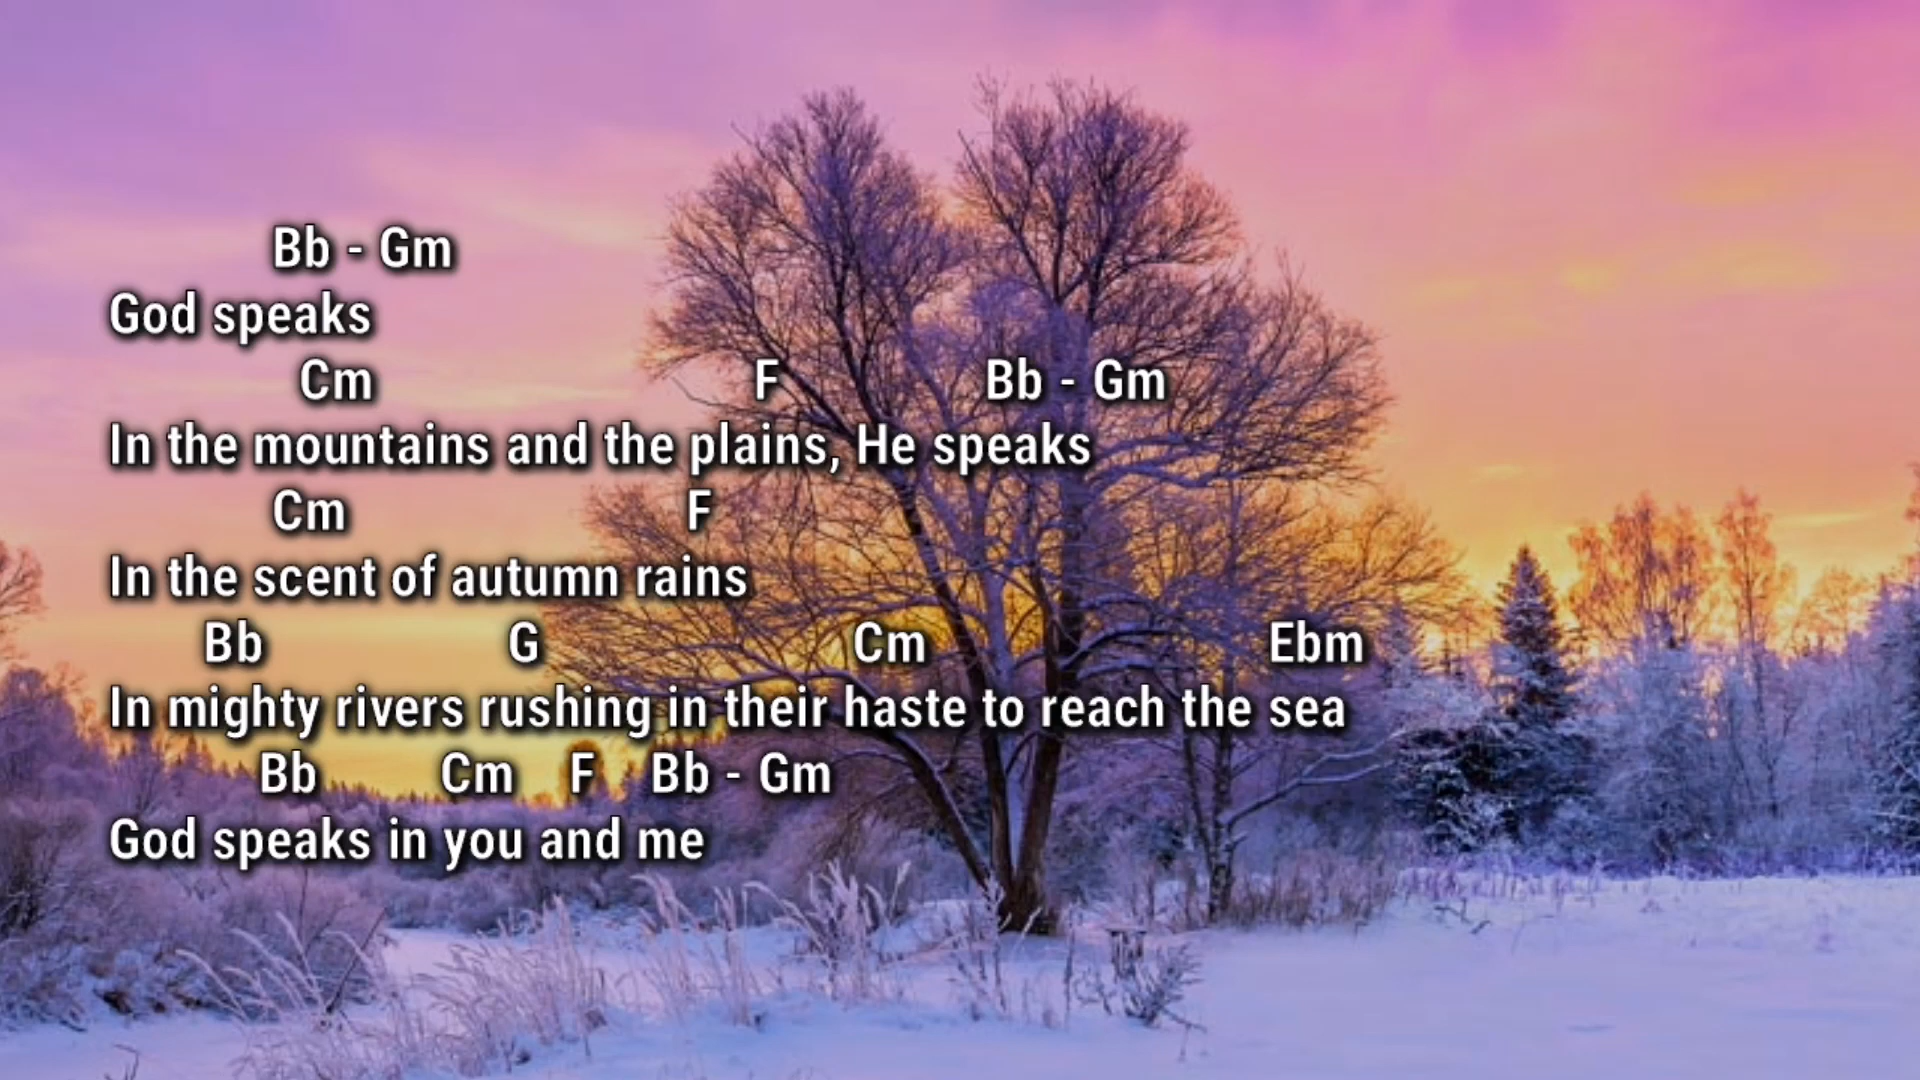 Bb - Gm
God speaks
Cm F Bb - Gm
In the mountains and the plains, He speaks
Cm F
In the scent of autumn rains
Bb G Cm Ebm
In mighty rivers rushing in their haste to reach the sea
Bb Cm F Bb - Gm
God speaks in you and me